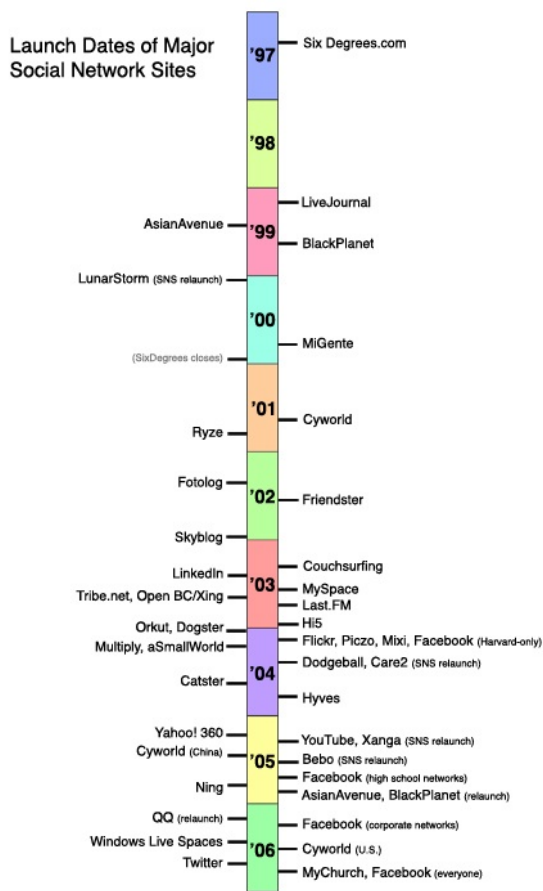 Launch Dates of Major
Social Network Sites
'97
Six Degrees.com
'98
LiveJournal
AsianAvenue
'99
BlackPlanet
LunarStorm (SNS relaunch)
'00
MiGente
(SixDegrees closes)
'01
Cyworld
Ryze
Fotolog
'02
Friendster
Skyblog
Couchsurfing
LinkedIn
'03
MySpace
Tribe.net, Open BC/Xing
Last.FM
Hi5
Orkut, Dogster
Flickr, Piczo, Mixi, Facebook (Harvard-only)
Multiply, aSmallWorld
Dodgeball, Care2 (SNS relaunch)
'04
Catster
Hyves
Yahoo! 360
YouTube, Xanga (SNS relaunch)
Cyworld (China)
'05
Bebo (SNS relaunch)
Facebook (high school networks)
Ning
AsianAvenue, BlackPlanet (relaunch)
QQ (relaunch)
Facebook (corporate networks)
Windows Live Spaces
'06
Cyworld (U.S.)
Twitter
MyChurch, Facebook (everyone)